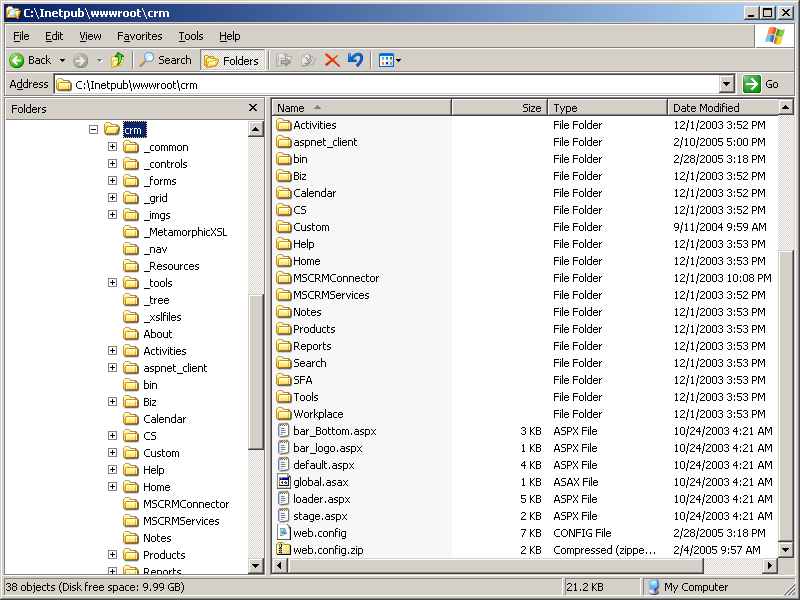 C:\Inetpub\wwwroot\crm
File Edit View Favorites Tools Help
Back Search Folders
Address C:\Inetpub\wwwroot\crm Go
Folders
crm
_common
_controls
_forms
_grid
_imgs
_MetamorphicXSL
_nav
_Resources
_tools
_tree
_xslfiles
About
Activities
aspnet_client
bin
Biz
Calendar
CS
Custom
Help
Home
MSCRMConnector
MSCRMServices
Notes
Products
Reports
Name Size Type Date Modified
Activities File Folder 12/1/2003 3:52 PM
aspnet_client File Folder 2/10/2005 5:00 PM
bin File Folder 2/28/2005 3:18 PM
Biz File Folder 12/1/2003 3:52 PM
Calendar File Folder 12/1/2003 3:52 PM
CS File Folder 12/1/2003 3:52 PM
Custom File Folder 9/11/2004 9:59 AM
Help File Folder 12/1/2003 3:53 PM
Home File Folder 12/1/2003 3:53 PM
MSCRMConnector File Folder 12/1/2003 10:08 PM
MSCRMServices File Folder 12/1/2003 3:52 PM
Notes File Folder 12/1/2003 3:53 PM
Products File Folder 12/1/2003 3:53 PM
Reports File Folder 12/1/2003 3:53 PM
Search File Folder 12/1/2003 3:53 PM
SFA File Folder 12/1/2003 3:53 PM
Tools File Folder 12/1/2003 3:53 PM
Workplace File Folder 12/1/2003 3:53 PM
bar_Bottom.aspx 3 KB ASPX File 10/24/2003 4:21 AM
bar_logo.aspx 1 KB ASPX File 10/24/2003 4:21 AM
default.aspx 4 KB ASPX File 10/24/2003 4:21 AM
global.asax 1 KB ASAX File 10/24/2003 4:21 AM
loader.aspx 5 KB ASPX File 10/24/2003 4:21 AM
stage.aspx 2 KB ASPX File 10/24/2003 4:21 AM
web.config 7 KB CONFIG File 2/28/2005 3:18 PM
web.config.zip 2 KB Compressed (zippe... 2/4/2005 9:57 AM
38 objects (Disk free space: 9.99 GB) 21.2 KB My Computer